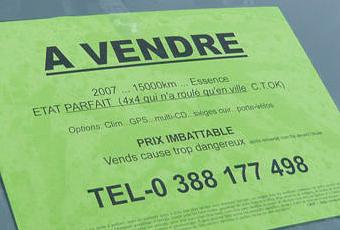 A VENDRE
2007 ... 15000km ... Essence
ETAT PARFAIT (4x4 qui n'a roulé qu'en ville C.T.OK)
Options: Clim...GPS...multi-CD...sièges cuir...porte-vélos
PRIX IMBATTABLE
Vends cause trop dangereux
TEL-0 388 177 498